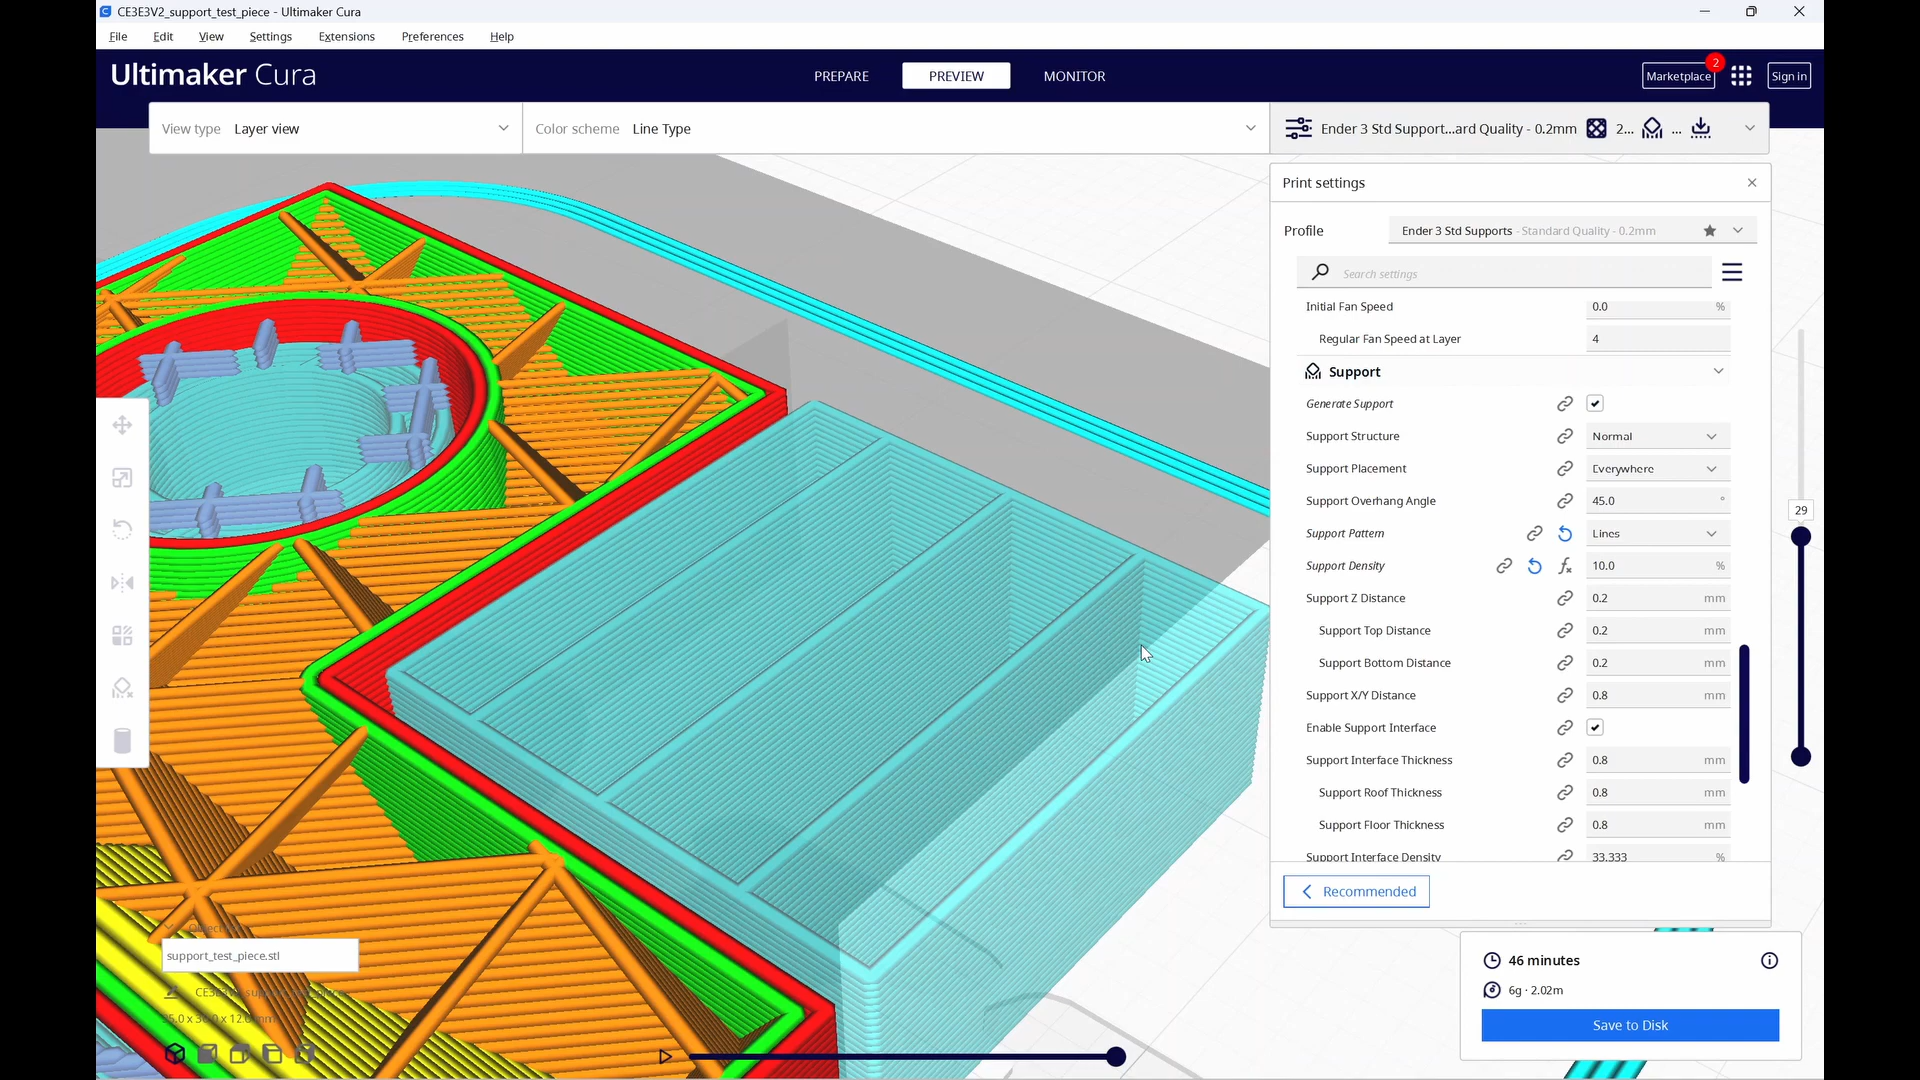 CE3E3V2_support_test_piece - Ultimaker Cura
File Edit View Settings Extensions Preferences Help
Ultimaker Cura
PREPARE PREVIEW MONITOR
Marketplace 2 Sign in
View type Layer view
Color scheme Line Type
Ender 3 Std Support...ard Quality - 0.2mm 2... ...
Print settings
Profile Ender 3 Std Supports - Standard Quality - 0.2mm
Search settings
Initial Fan Speed 0.0 %
Regular Fan Speed at Layer 4
Support
Generate Support
Support Structure Normal
Support Placement Everywhere
Support Overhang Angle 45.0 °
Support Pattern Lines
Support Density 10.0 %
Support Z Distance 0.2 mm
Support Top Distance 0.2 mm
Support Bottom Distance 0.2 mm
Support X/Y Distance 0.8 mm
Enable Support Interface
Support Interface Thickness 0.8 mm
Support Roof Thickness 0.8 mm
Support Floor Thickness 0.8 mm
Support Interface Density 33.333 %
Recommended
29
support_test_piece.stl
46 minutes
6g · 2.02m
Save to Disk